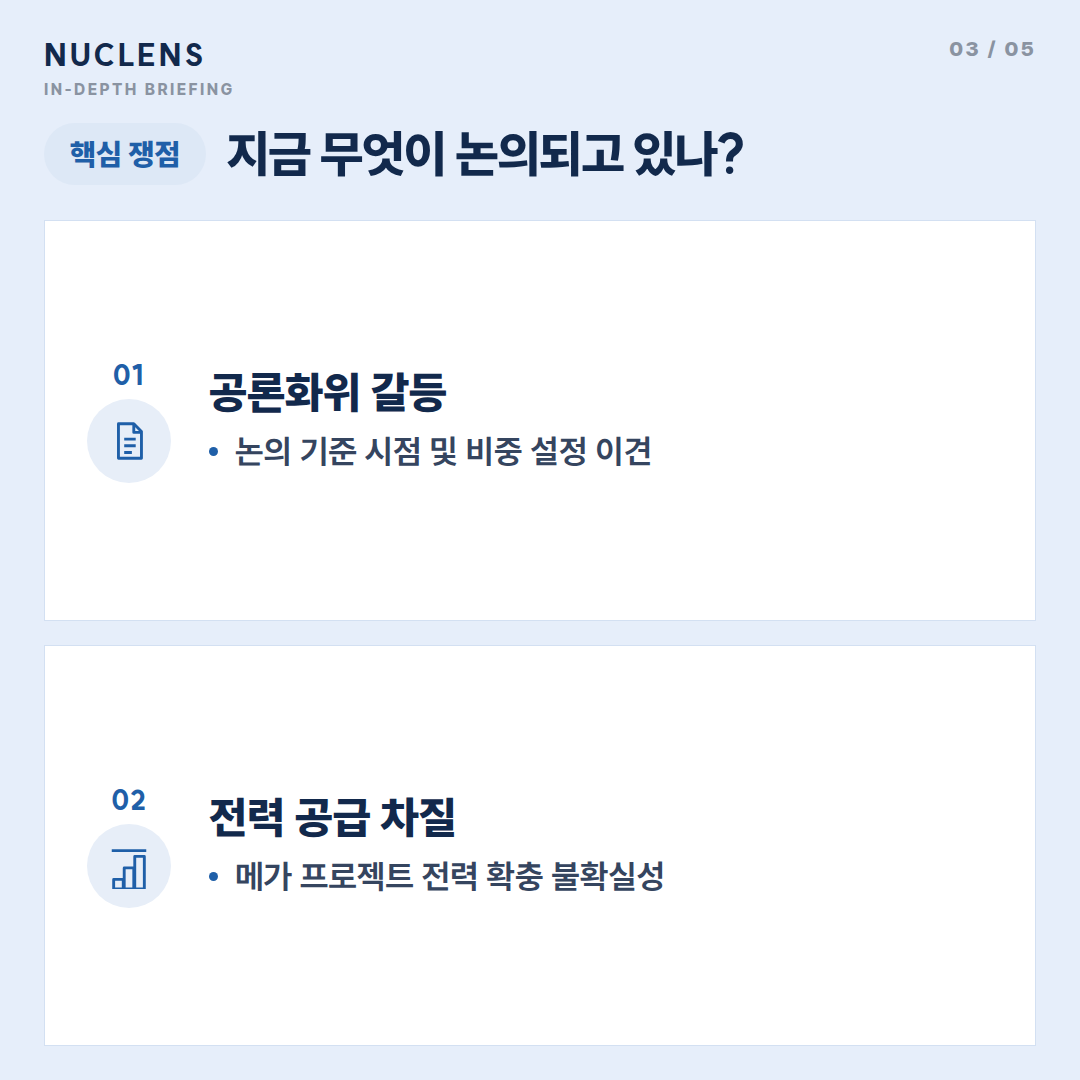 NUCLENS
03 / 05
IN-DEPTH BRIEFING
핵심 쟁점
지금 무엇이 논의되고 있나?
01
공론화위 갈등
• 논의 기준 시점 및 비중 설정 이견
02
전력 공급 차질
• 메가 프로젝트 전력 확충 불확실성